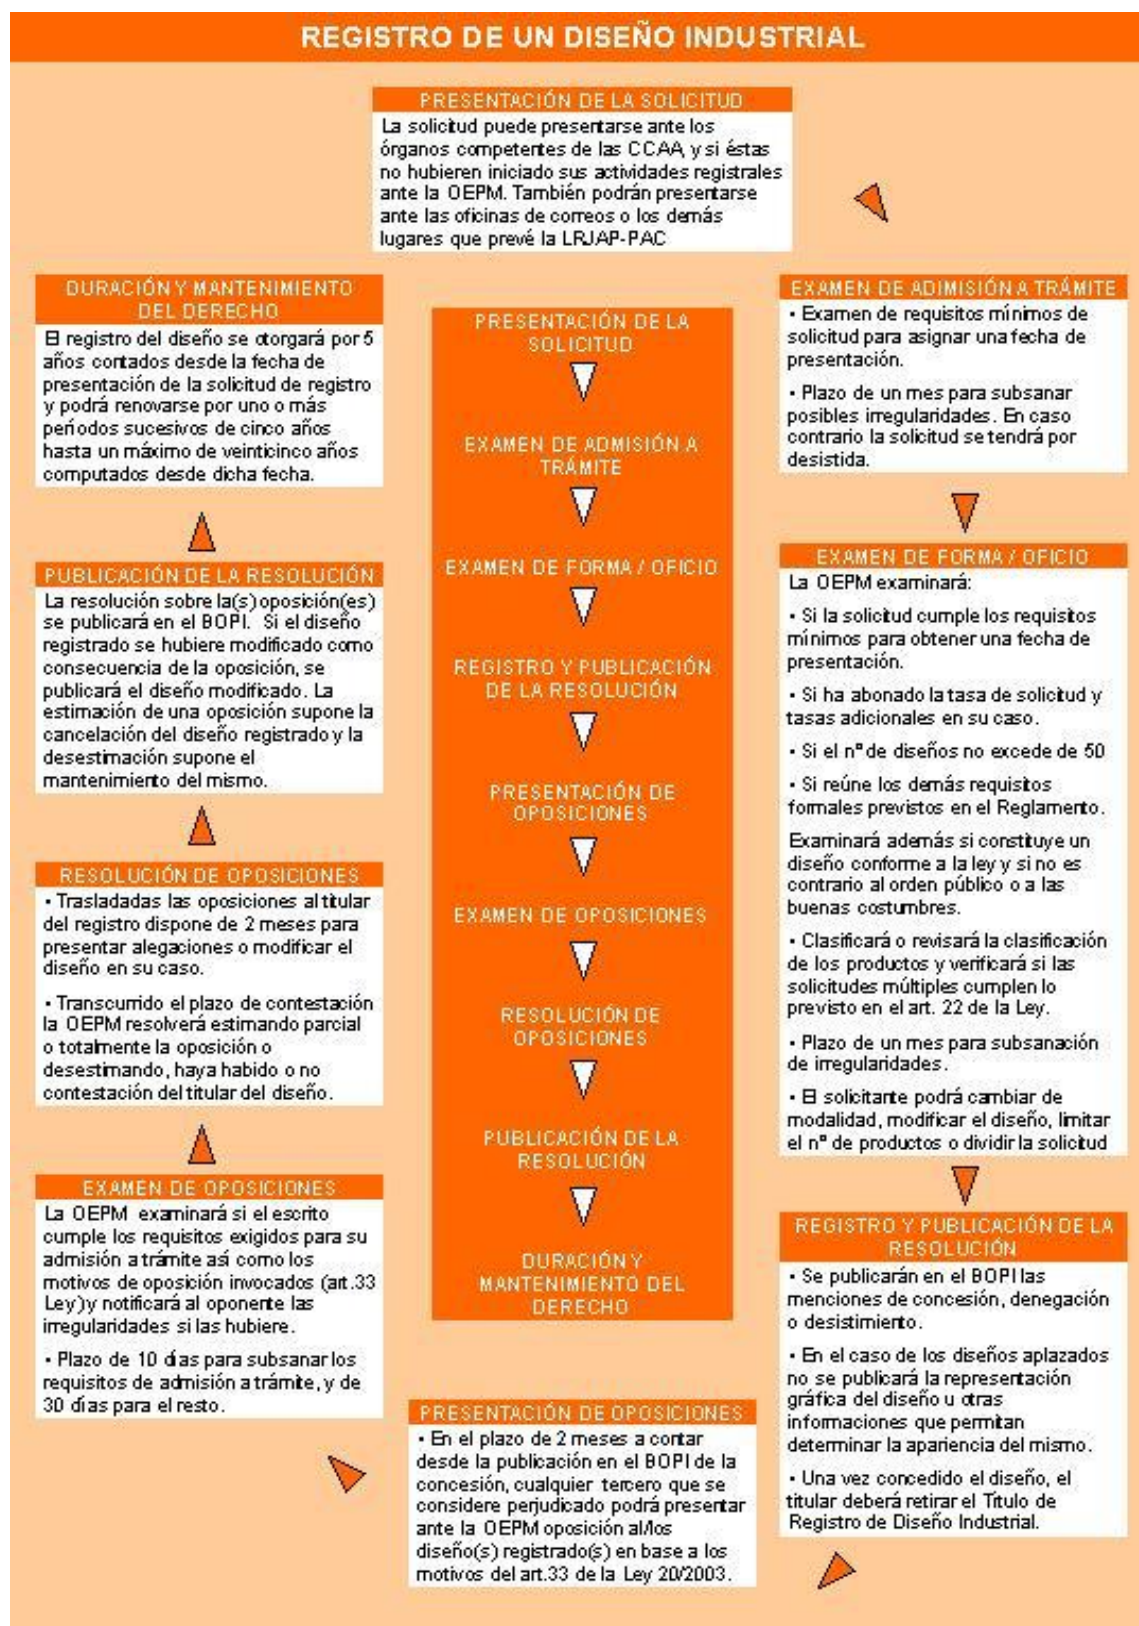 REGISTRO DE UN DISEÑO INDUSTRIAL
PRESENTACIÓN DE LA SOLICITUD
La solicitud puede presentarse ante los
órganos competentes de las CCAA, y si éstas
no hubieren iniciado sus actividades registrales
ante la OEPM. También podrán presentarse
ante las oficinas de correos o los demás
lugares que prevé la LRJAP-PAC
EXAMEN DE ADIMISIÓN A TRÁMITE
• Examen de requisitos mínimos de
solicitud para asignar una fecha de
presentación.
• Plazo de un mes para subsanar
posibles irregularidades. En caso
contrario la solicitud se tendrá por
desistida.
EXAMEN DE FORMA / OFICIO
La OEPM examinará:
• Si la solicitud cumple los requisitos
mínimos para obtener una fecha de
presentación.
• Si ha abonado la tasa de solicitud y
tasas adicionales en su caso.
• Si el nº de diseños no excede de 50
• Si reúne los demás requisitos
formales previstos en el Reglamento.
Examinará además si constituye un
diseño conforme a la ley y si no es
contrario al orden público o a las
buenas costumbres.
• Clasificará o revisará la clasificación
de los productos y verificará si las
solicitudes múltiples cumplen lo
previsto en el art. 22 de la Ley.
• Plazo de un mes para subsanación
de irregularidades.
• El solicitante podrá cambiar de
modalidad, modificar el diseño, limitar
el nº de productos o dividir la solicitud
REGISTRO Y PUBLICACIÓN DE LA
RESOLUCIÓN
• Se publicarán en el BOPI las
menciones de concesión, denegación
o desistimiento.
• En el caso de los diseños aplazados
no se publicará la representación
gráfica del diseño u otras
informaciones que permitan
determinar la apariencia del mismo.
• Una vez concedido el diseño, el
titular deberá retirar el Título de
Registro de Diseño Industrial.
PRESENTACIÓN DE OPOSICIONES
• En el plazo de 2 meses a contar
desde la publicación en el BOPI de la
concesión, cualquier tercero que se
considere perjudicado podrá presentar
ante la OEPM oposición al/los
diseño(s) registrado(s) en base a los
motivos del art.33 de la Ley 20/2003.
EXAMEN DE OPOSICIONES
La OEPM examinará si el escrito
cumple los requisitos exigidos para su
admisión a trámite así como los
motivos de oposición invocados (art.33
Ley) y notificará al oponente las
irregularidades si las hubiere.
• Plazo de 10 días para subsanar los
requisitos de admisión a trámite, y de
30 días para el resto.
RESOLUCIÓN DE OPOSICIONES
• Trasladadas las oposiciones al titular
del registro dispone de 2 meses para
presentar alegaciones o modificar el
diseño en su caso.
• Transcurrido el plazo de contestación
la OEPM resolverá estimando parcial
o totalmente la oposición o
desestimando, haya habido o no
contestación del titular del diseño.
PUBLICACIÓN DE LA RESOLUCIÓN
La resolución sobre la(s) oposición(es)
se publicará en el BOPI. Si el diseño
registrado se hubiere modificado como
consecuencia de la oposición, se
publicará el diseño modificado. La
estimación de una oposición supone la
cancelación del diseño registrado y la
desestimación supone el
mantenimiento del mismo.
DURACIÓN Y MANTENIMIENTO
DEL DERECHO
El registro del diseño se otorgará por 5
años contados desde la fecha de
presentación de la solicitud de registro
y podrá renovarse por uno o más
períodos sucesivos de cinco años
hasta un máximo de veinticinco años
computados desde dicha fecha.
PRESENTACIÓN DE LA
SOLICITUD
EXAMEN DE ADMISIÓN A
TRÁMITE
EXAMEN DE FORMA / OFICIO
REGISTRO Y PUBLICACIÓN
DE LA RESOLUCIÓN
PRESENTACIÓN DE
OPOSICIONES
EXAMEN DE OPOSICIONES
RESOLUCIÓN DE
OPOSICIONES
PUBLICACIÓN DE LA
RESOLUCIÓN
DURACIÓN Y
MANTENIMIENTO DEL
DERECHO